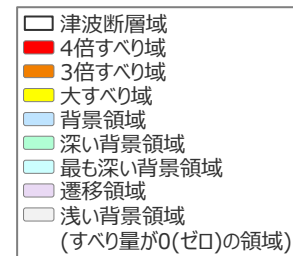 津波断層域
4倍すべり域
3倍すべり域
大すべり域
背景領域
深い背景領域
最も深い背景領域
遷移領域
浅い背景領域
(すべり量が0(ゼロ)の領域)